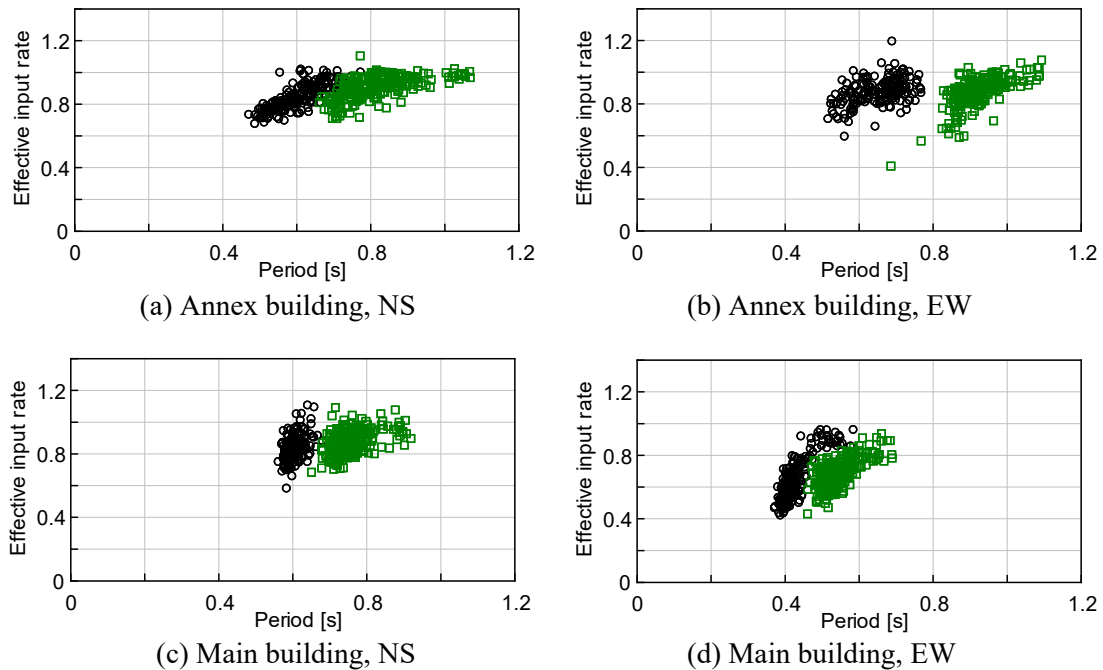 1.2
0.8
0.4
0
Effective input rate
0
0.4
0.8
1.2
Period [s]
(a) Annex building, NS
1.2
0.8
0.4
0
Effective input rate
0
0.4
0.8
1.2
Period [s]
(b) Annex building, EW
1.2
0.8
0.4
0
Effective input rate
0
0.4
0.8
1.2
Period [s]
(c) Main building, NS
1.2
0.8
0.4
0
Effective input rate
0
0.4
0.8
1.2
Period [s]
(d) Main building, EW